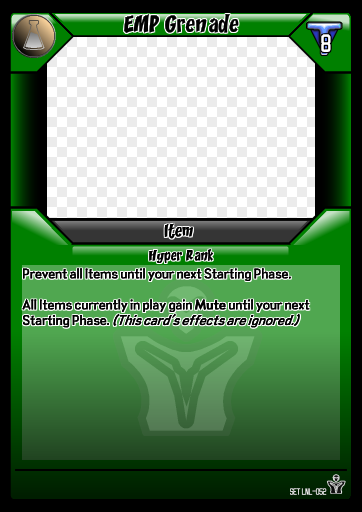 EMP Grenade
8
Item
Hyper Rank
Prevent all Items until your next Starting Phase.
All Items currently in play gain Mute until your next
Starting Phase. (This card's effects are ignored.)
SET LNL-052